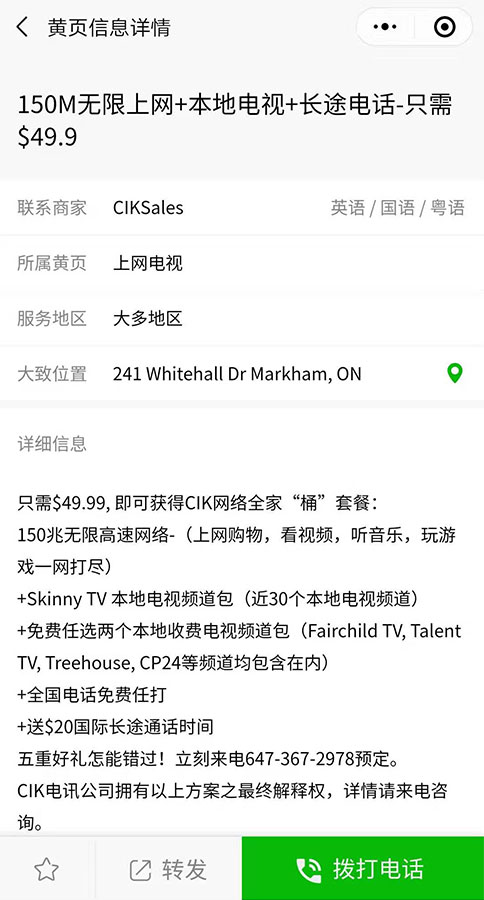 黄页信息详情
150M无限上网+本地电视+长途电话-只需
$49.9
联系商家 CIKSales 英语 / 国语 / 粤语
所属黄页 上网电视
服务地区 大多地区
大致位置 241 Whitehall Dr Markham, ON
详细信息
只需$49.99, 即可获得CIK网络全家“桶”套餐：
150兆无限高速网络-（上网购物，看视频，听音乐，玩游
戏一网打尽）
+Skinny TV 本地电视频道包（近30个本地电视频道）
+免费任选两个本地收费电视频道包（Fairchild TV, Talent
TV, Treehouse, CP24等频道均包含在内）
+全国电话免费任打
+送$20国际长途通话时间
五重好礼怎能错过！立刻来电647-367-2978预定。
CIK电讯公司拥有以上方案之最终解释权，详情请来电咨
询。
转发 拨打电话